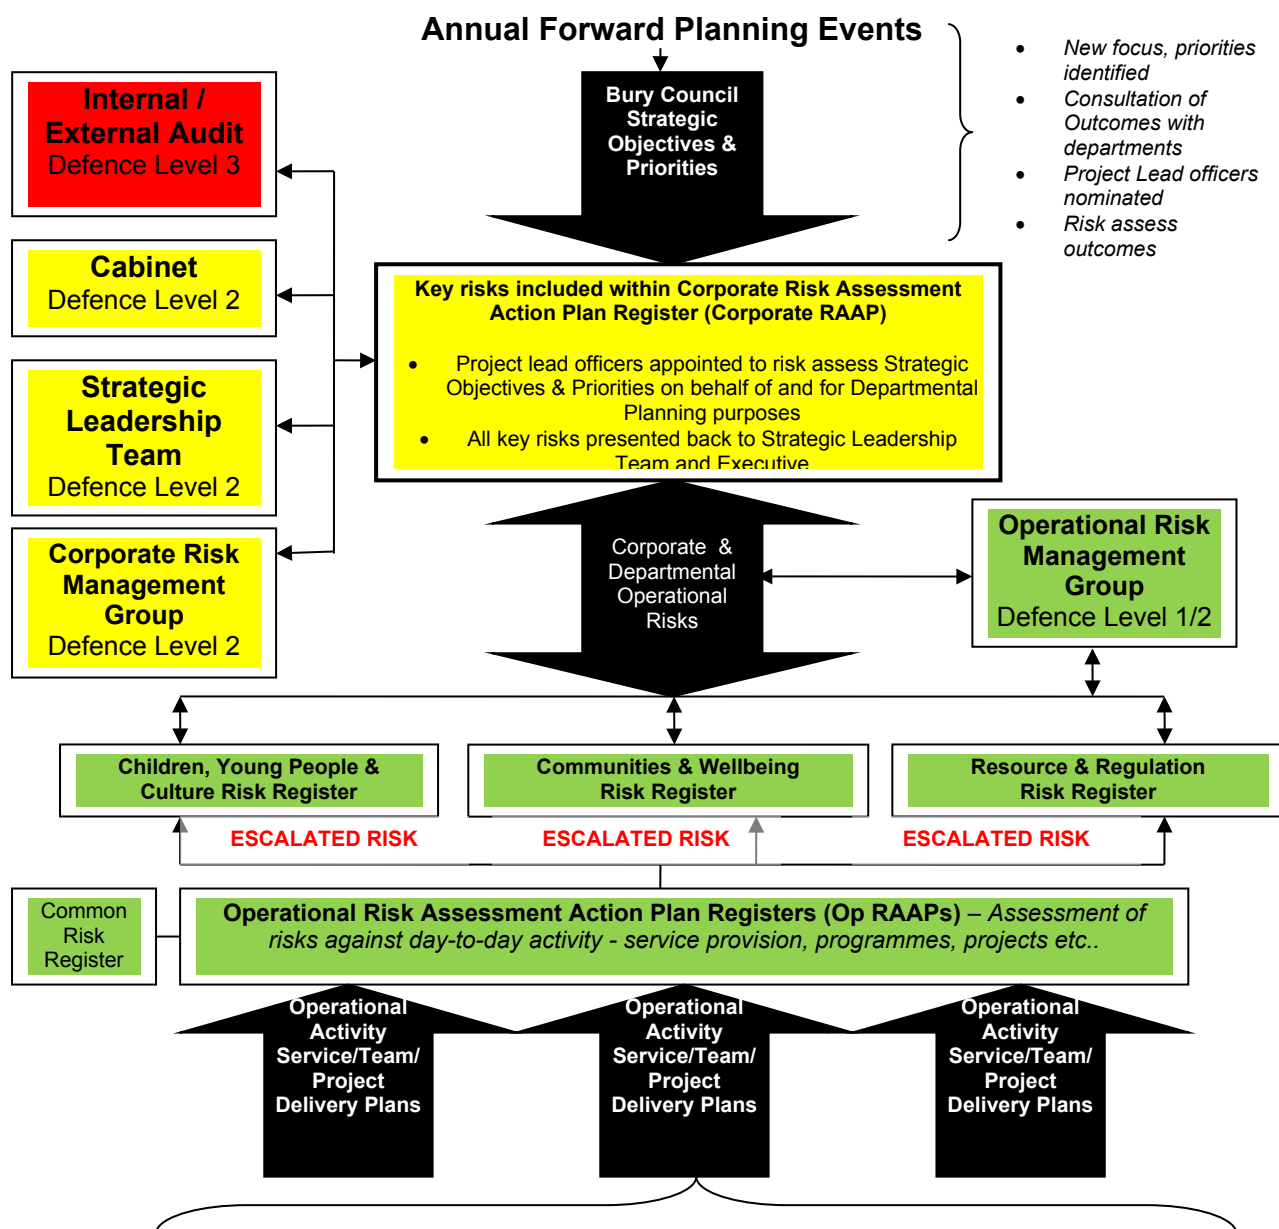 Annual Forward Planning Events
Bury Council
Strategic
Objectives &
Priorities
• New focus, priorities
identified
• Consultation of
Outcomes with
departments
• Project Lead officers
nominated
• Risk assess
outcomes
Internal /
External Audit
Defence Level 3
Cabinet
Defence Level 2
Strategic
Leadership
Team
Defence Level 2
Corporate Risk
Management
Group
Defence Level 2
Key risks included within Corporate Risk Assessment
Action Plan Register (Corporate RAAP)
• Project lead officers appointed to risk assess Strategic
Objectives & Priorities on behalf of and for Departmental
Planning purposes
• All key risks presented back to Strategic Leadership
Team and Executive
Corporate &
Departmental
Operational
Risks
Operational Risk
Management
Group
Defence Level 1/2
Children, Young People &
Culture Risk Register
Communities & Wellbeing
Risk Register
Resource & Regulation
Risk Register
ESCALATED RISK
ESCALATED RISK
ESCALATED RISK
Common
Risk
Register
Operational Risk Assessment Action Plan Registers (Op RAAPs) – Assessment of
risks against day-to-day activity - service provision, programmes, projects etc..
Operational
Activity
Service/Team/
Project
Delivery Plans
Operational
Activity
Service/Team/
Project
Delivery Plans
Operational
Activity
Service/Team/
Project
Delivery Plans